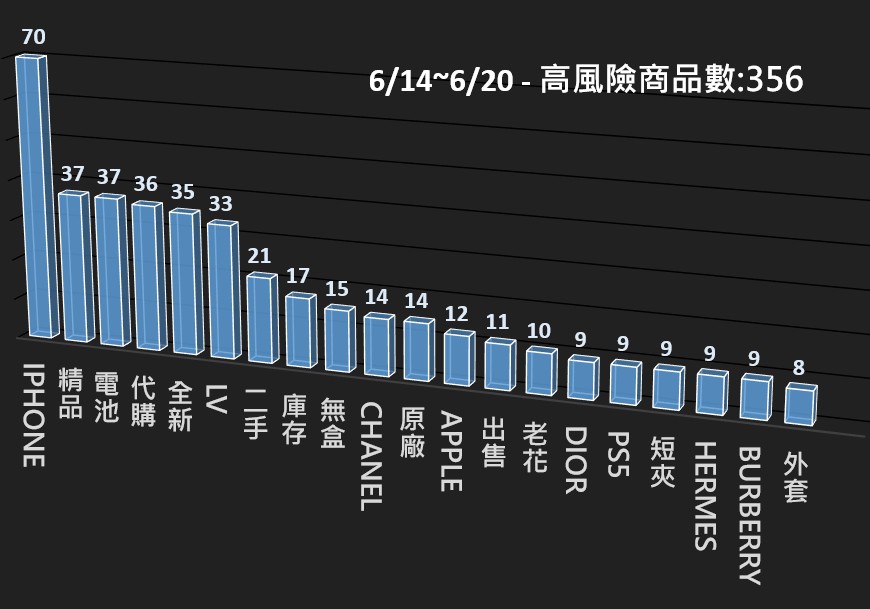 6/14~6/20 - 高風險商品數:356
70
37
37
36
35
33
21
17
15
14
14
12
11
10
9
9
9
9
9
8
IPHONE
精品
電池
代購
全新
LV
二手
庫存
無盒
CHANEL
原廠
APPLE
出售
老花
DIOR
PS5
短夾
HERMES
BURBERRY
外套